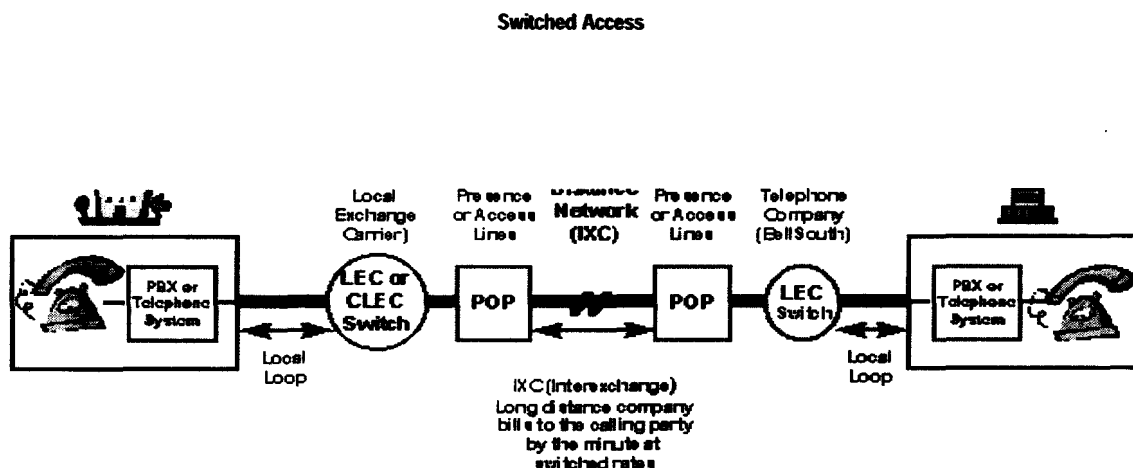 Switched Access
Local
Exchange
Carrier)
Presence
or Access
Lines
Network
(IXC)
Presence
or Access
Lines
Telephone
Company
(BellSouth)
PBX or
Telephone
System
LEC or
CLEC
Switch
POP
POP
LEC
Switch
PBX or
Telephone
System
Local
Loop
Local
Loop
IXC (Interexchange)
Long distance company
bills to the calling party
by the minute at
switched rates